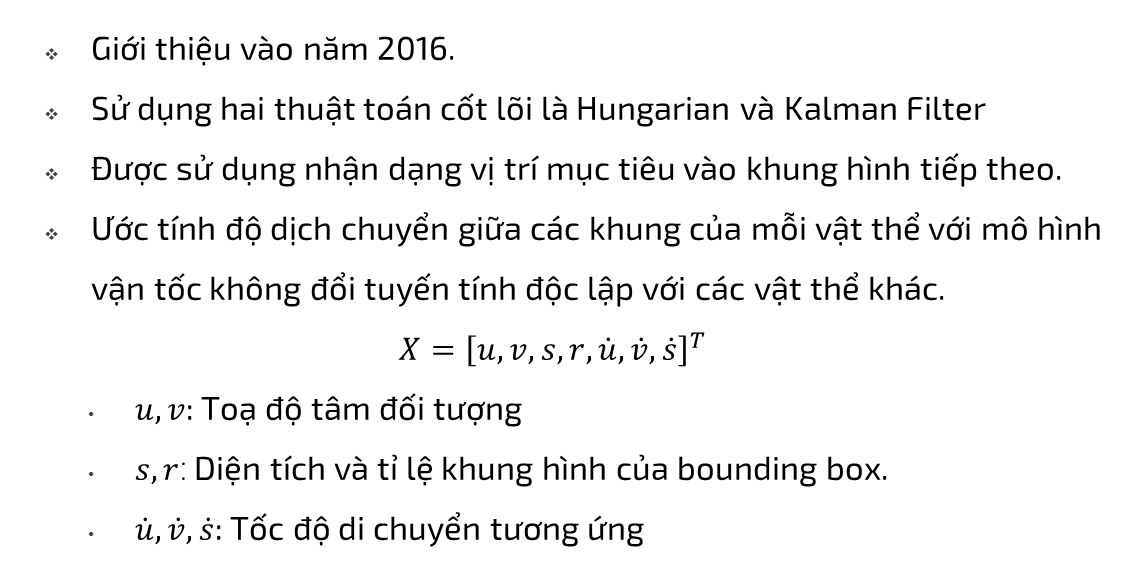 ❖ Giới thiệu vào năm 2016.
❖ Sử dụng hai thuật toán cốt lõi là Hungarian và Kalman Filter
❖ Được sử dụng nhận dạng vị trí mục tiêu vào khung hình tiếp theo.
❖ Ước tính độ dịch chuyển giữa các khung của mỗi vật thể với mô hình
vận tốc không đổi tuyến tính độc lập với các vật thể khác.
X = [u, v, s, r, u̇, v̇, ṡ]ᵀ
• u, v: Toạ độ tâm đối tượng
• s, r: Diện tích và tỉ lệ khung hình của bounding box.
• u̇, v̇, ṡ: Tốc độ di chuyển tương ứng